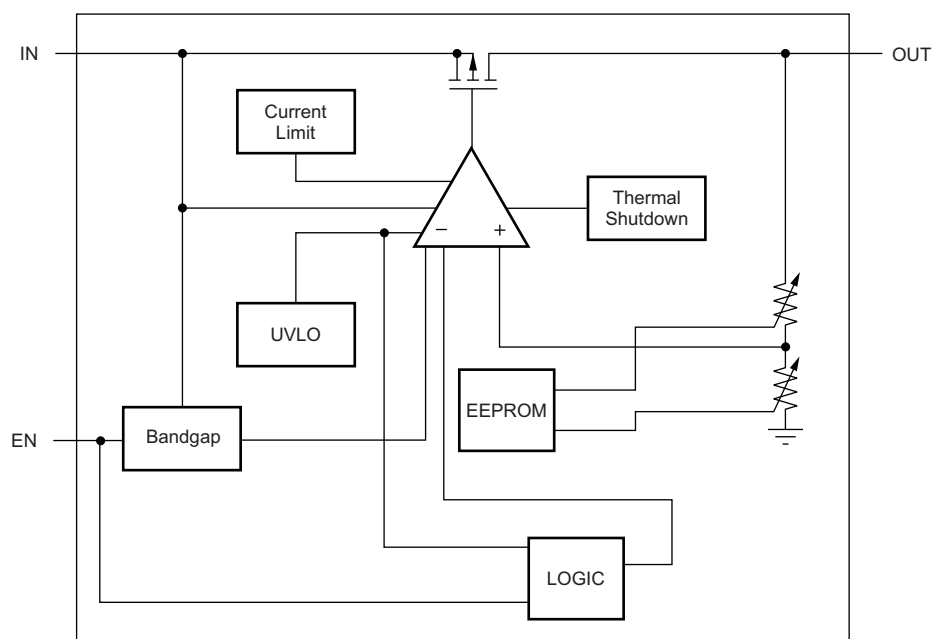 IN
OUT
Current
Limit
Thermal
Shutdown
−
+
UVLO
EEPROM
EN
Bandgap
LOGIC